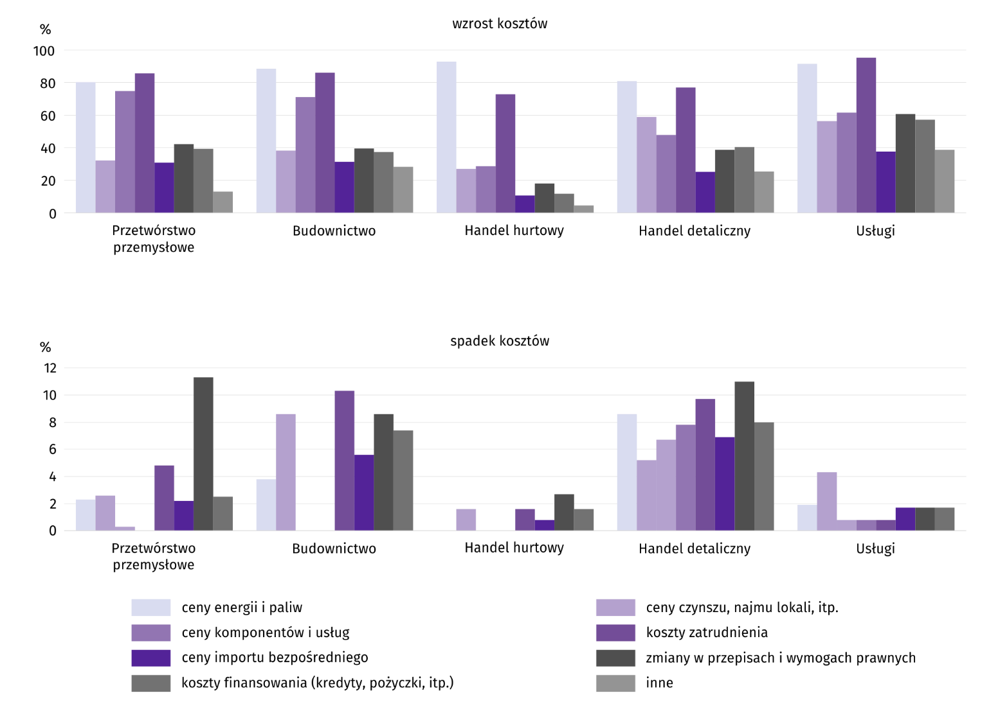 wzrost kosztów
%
100
80
60
40
20
0
Przetwórstwo
przemysłowe
Budownictwo
Handel hurtowy
Handel detaliczny
Usługi
spadek kosztów
%
12
10
8
6
4
2
0
Przetwórstwo
przemysłowe
Budownictwo
Handel hurtowy
Handel detaliczny
Usługi
ceny energii i paliw
ceny czynszu, najmu lokali, itp.
ceny komponentów i usług
koszty zatrudnienia
ceny importu bezpośredniego
zmiany w przepisach i wymogach prawnych
koszty finansowania (kredyty, pożyczki, itp.)
inne